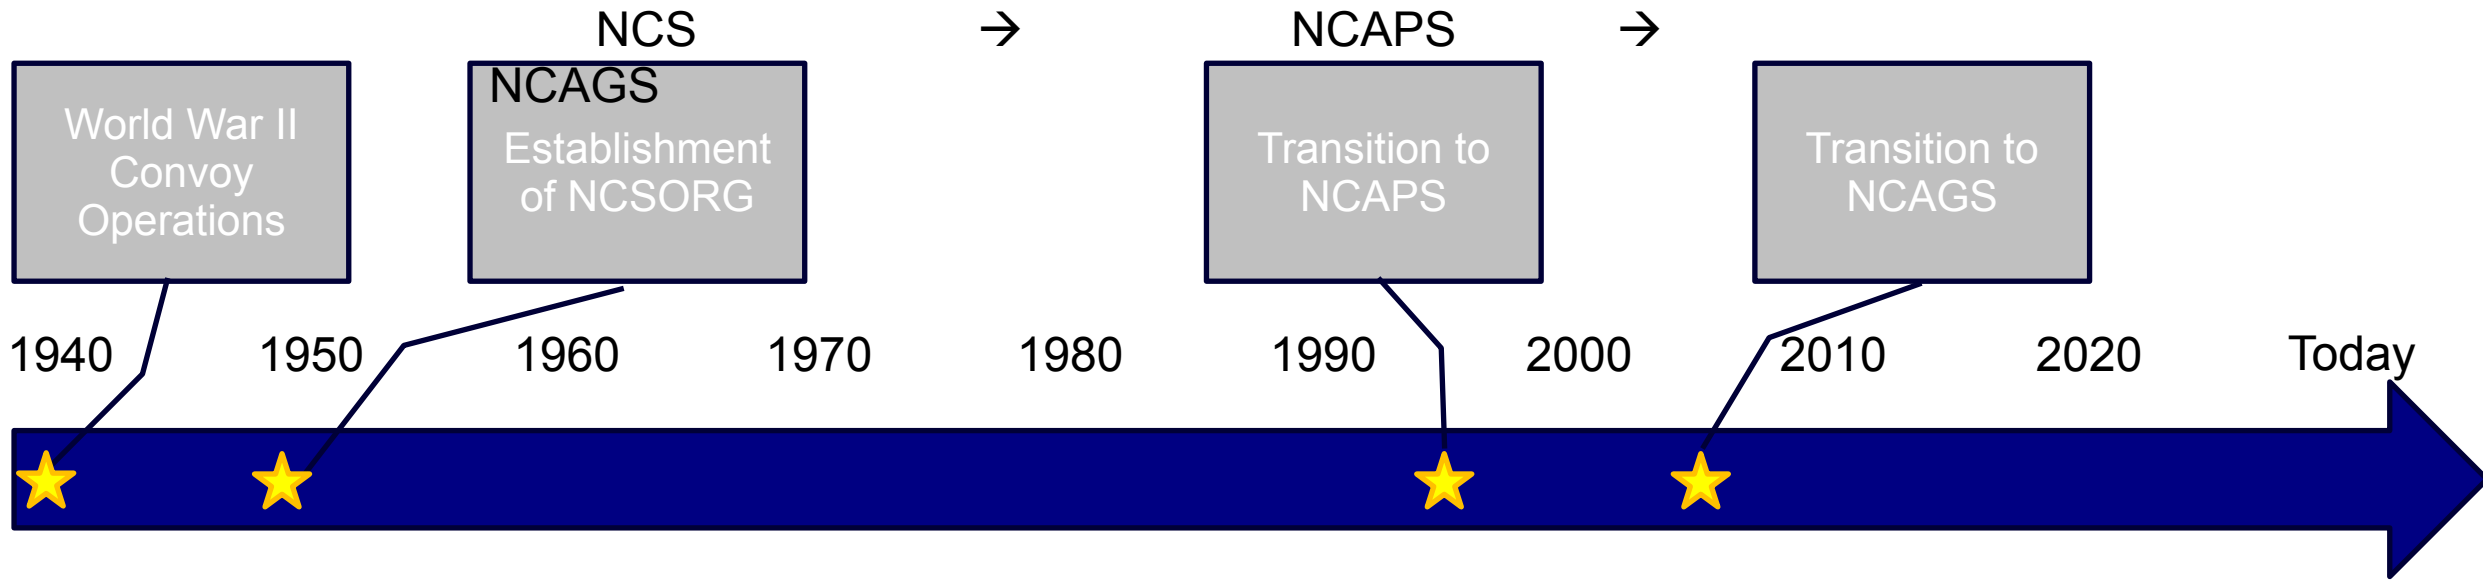 NCS → NCAPS →
NCAGS
World War II
Convoy
Operations
Establishment
of NCSORG
Transition to
NCAPS
Transition to
NCAGS
1940 1950 1960 1970 1980 1990 2000 2010 2020 Today